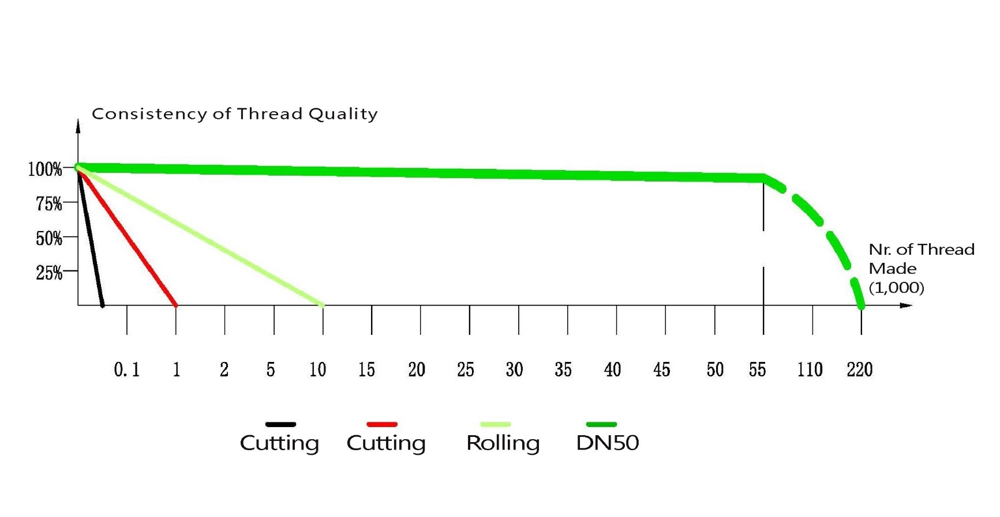 Consistency of Thread Quality
100%
75%
50%
25%
Nr. of Thread
Made
(1,000)
0.1 1 2 5 10 15 20 25 30 35 40 45 50 55 110 220
Cutting Cutting Rolling DN50